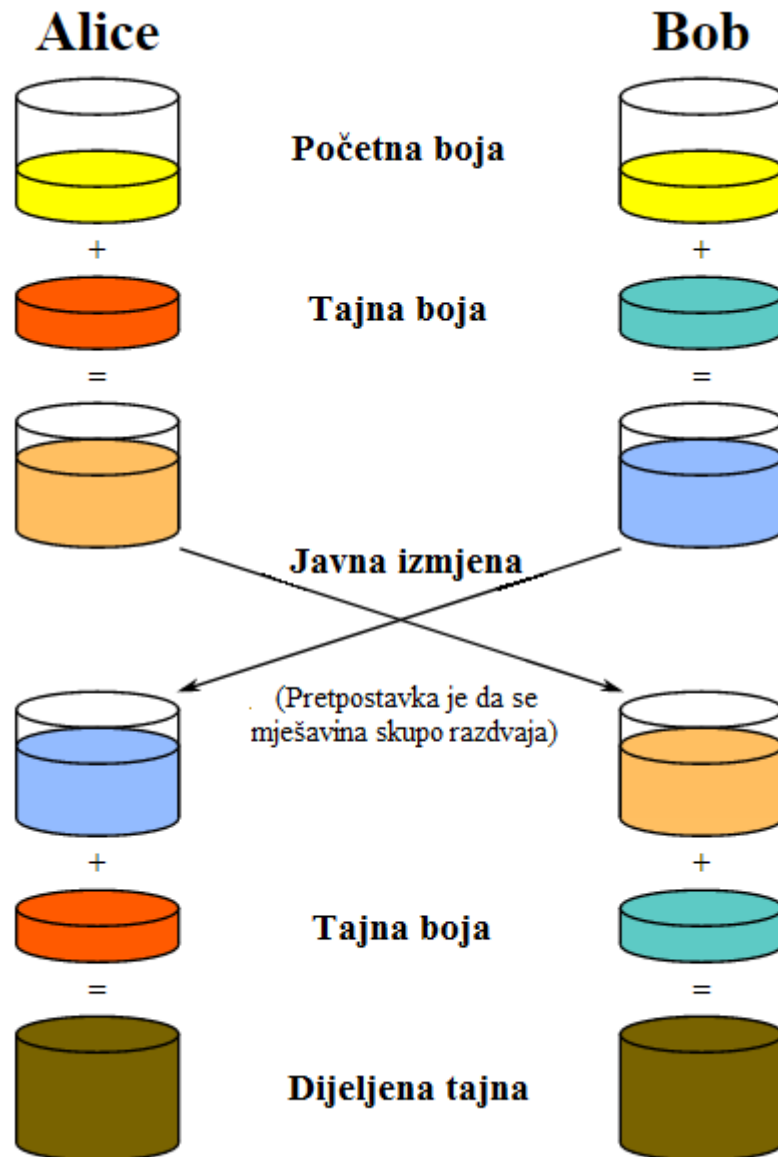 Alice Bob
Početna boja
+ +
Tajna boja
= =
Javna izmjena
(Pretpostavka je da se
mješavina skupo razdvaja)
+ +
Tajna boja
= =
Dijeljena tajna